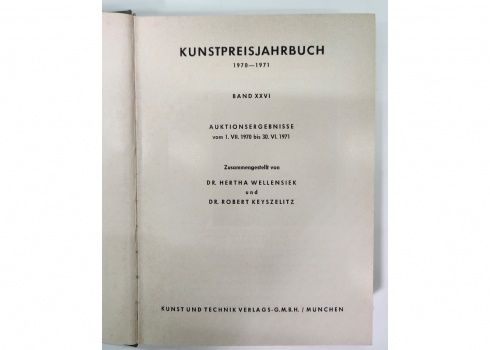 KUNSTPREISJAHRBUCH
1970—1971
BAND XXVI
AUKTIONSERGEBNISSE
vom 1. VII. 1970 bis 30. VI. 1971
Zusammengestellt von
DR. HERTHA WELLENSIEK
und
DR. ROBERT KEYSZELITZ
KUNST UND TECHNIK VERLAGS-G.M.B.H. / MÜNCHEN